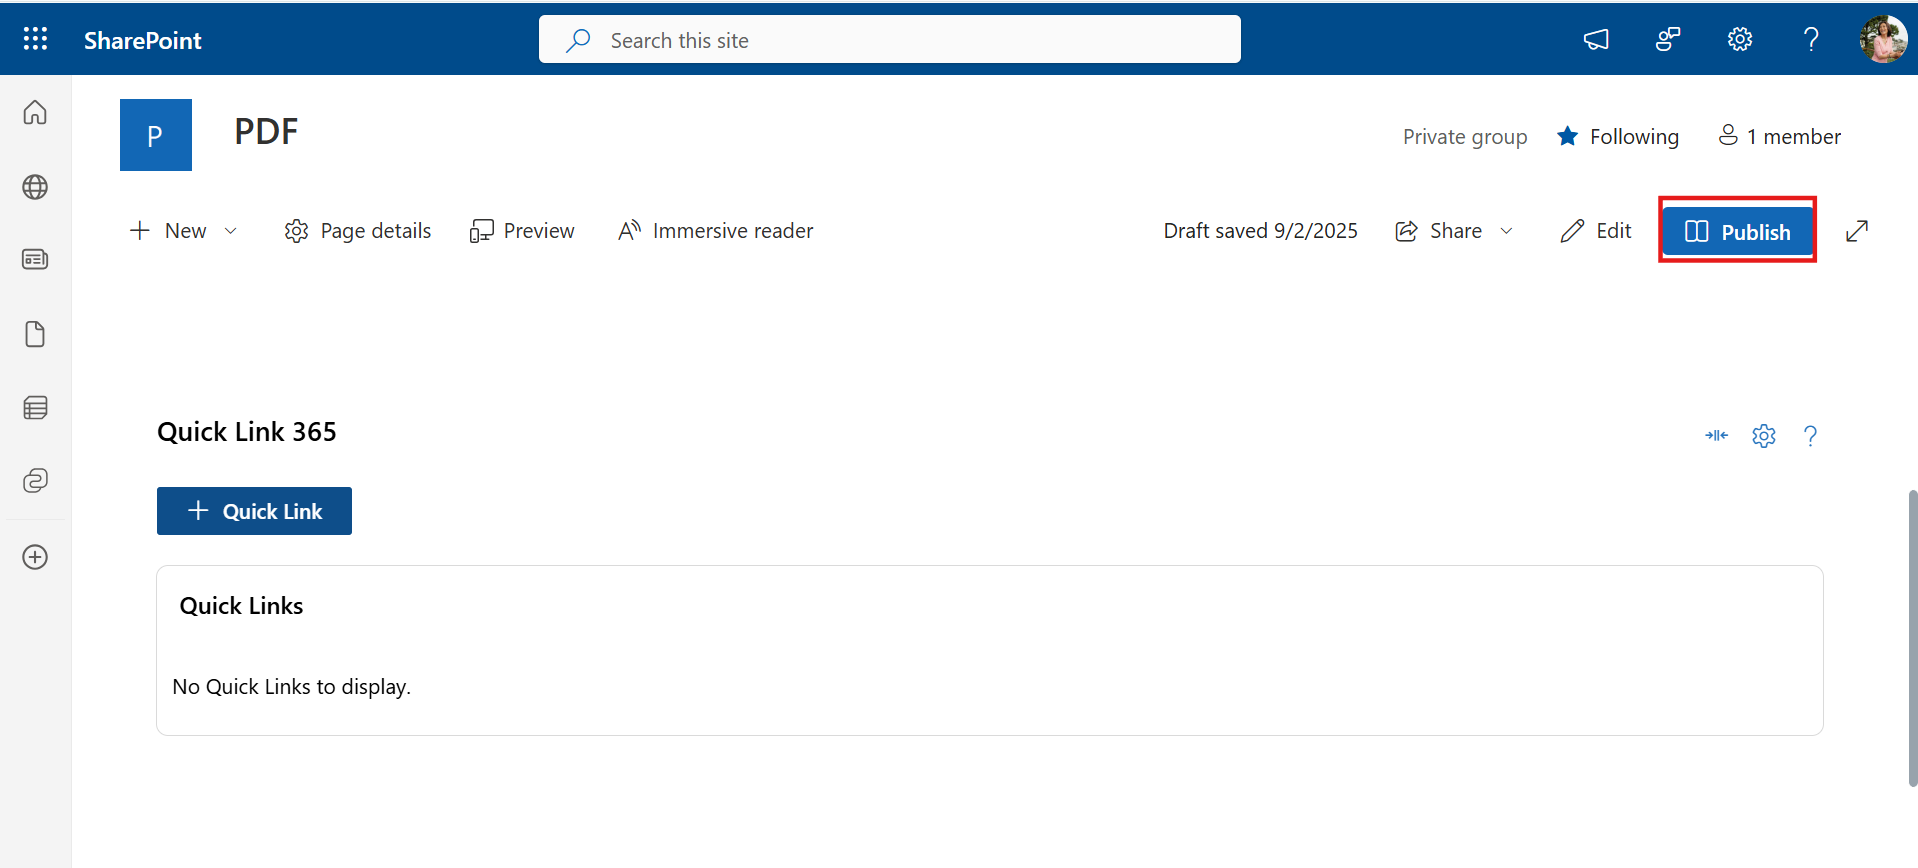 SharePoint
Search this site
P
PDF
Private group
Following
1 member
New
Page details
Preview
Immersive reader
Draft saved 9/2/2025
Share
Edit
Publish
Quick Link 365
Quick Link
Quick Links
No Quick Links to display.